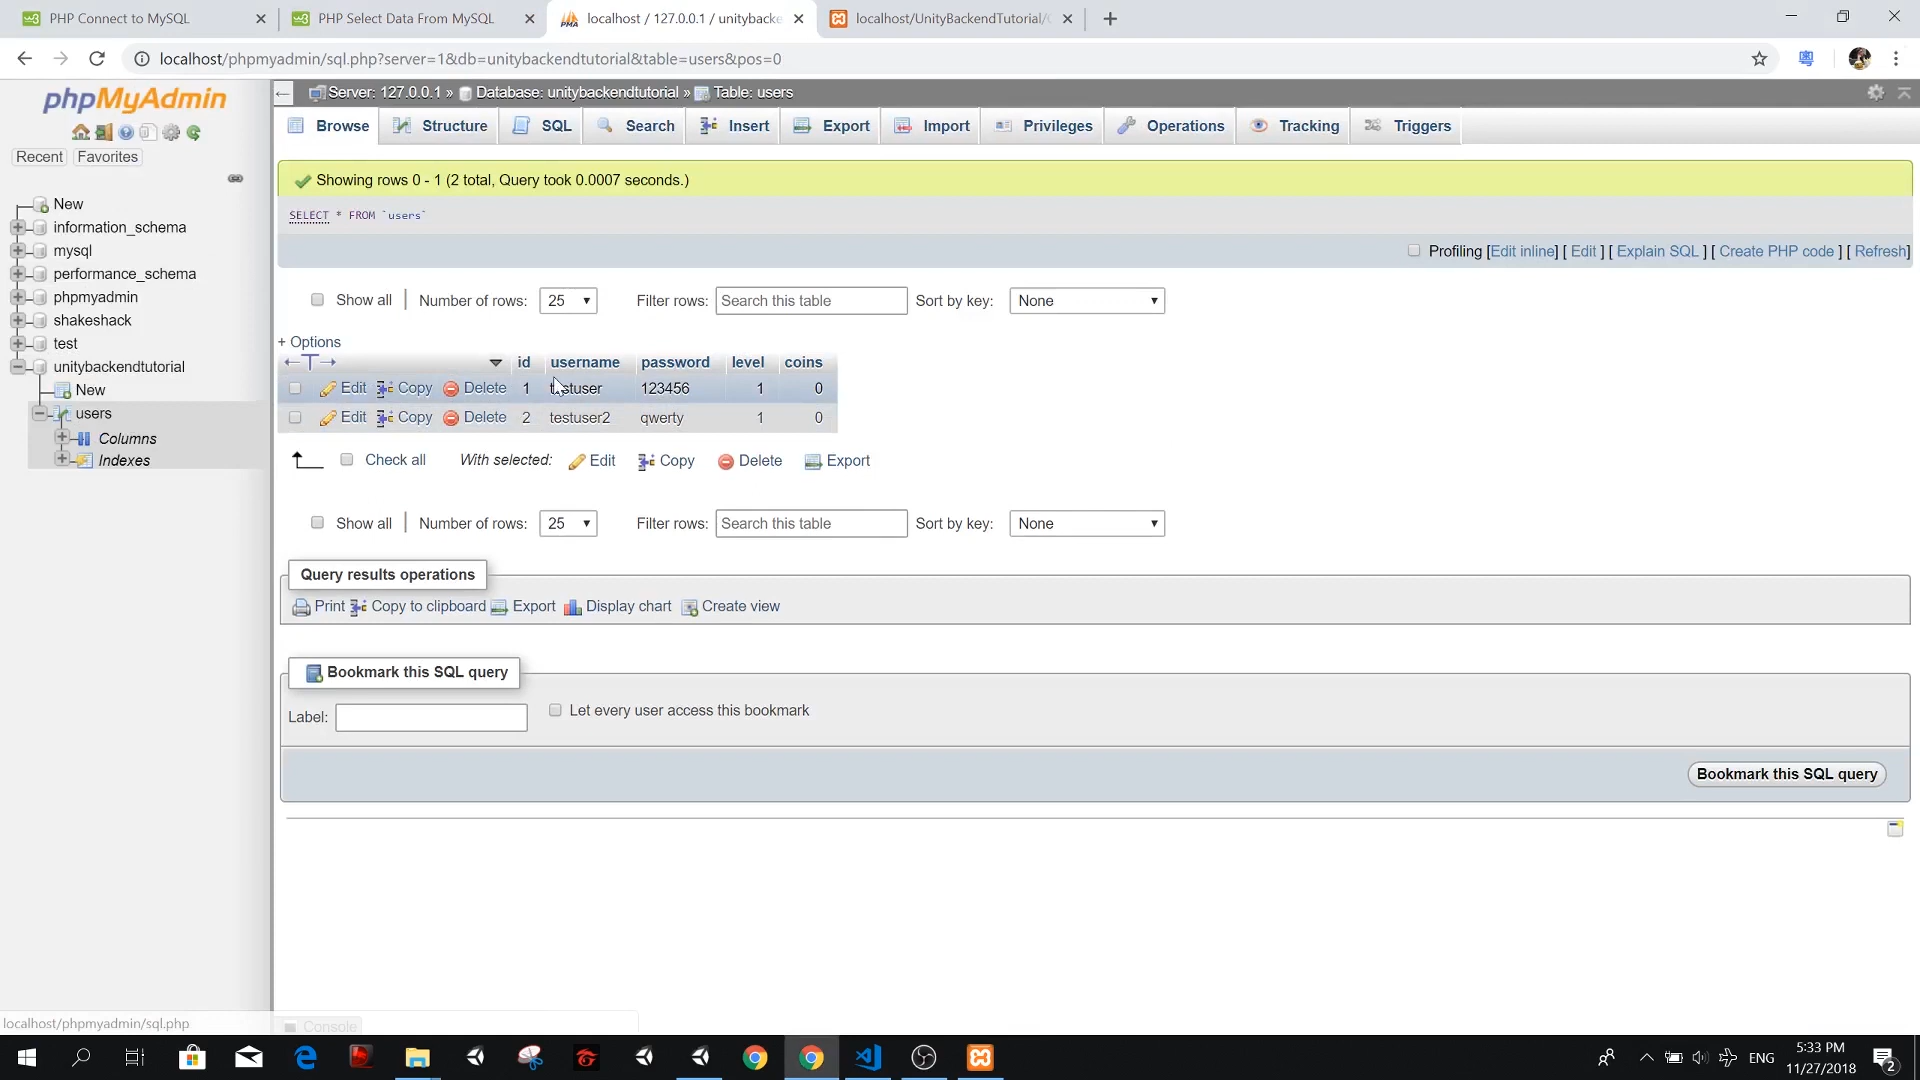 PHP Connect to MySQL
PHP Select Data From MySQL
localhost / 127.0.0.1 / unitybacke
localhost/UnityBackendTutorial/
localhost/phpmyadmin/sql.php?server=1&db=unitybackendtutorial&table=users&pos=0
phpMyAdmin
Recent Favorites
New
information_schema
mysql
performance_schema
phpmyadmin
shakeshack
test
unitybackendtutorial
New
users
Columns
Indexes
Server: 127.0.0.1 » Database: unitybackendtutorial » Table: users
Browse Structure SQL Search Insert Export Import Privileges Operations Tracking Triggers
Showing rows 0 - 1 (2 total, Query took 0.0007 seconds.)
SELECT * FROM `users`
Profiling [Edit inline] [ Edit ] [ Explain SQL ] [ Create PHP code ] [ Refresh]
Show all Number of rows: 25 Filter rows: Search this table Sort by key: None
+ Options
id username password level coins
Edit Copy Delete 1 testuser 123456 1 0
Edit Copy Delete 2 testuser2 qwerty 1 0
Check all With selected: Edit Copy Delete Export
Show all Number of rows: 25 Filter rows: Search this table Sort by key: None
Query results operations
Print Copy to clipboard Export Display chart Create view
Bookmark this SQL query
Label: Let every user access this bookmark
Bookmark this SQL query
localhost/phpmyadmin/sql.php
Console
ENG
5:33 PM
11/27/2018
2